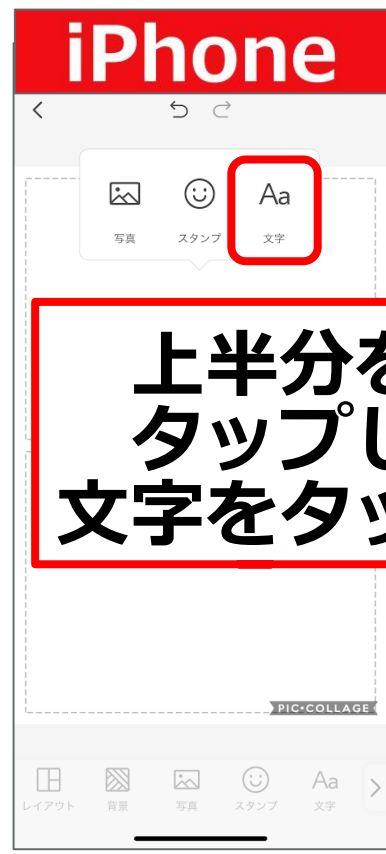 iPhone
写真 スタンプ Aa 文字
上半分を
タップし
文字をタッ
PIC•COLLAGE
レイアウト 背景 写真 スタンプ Aa 文字